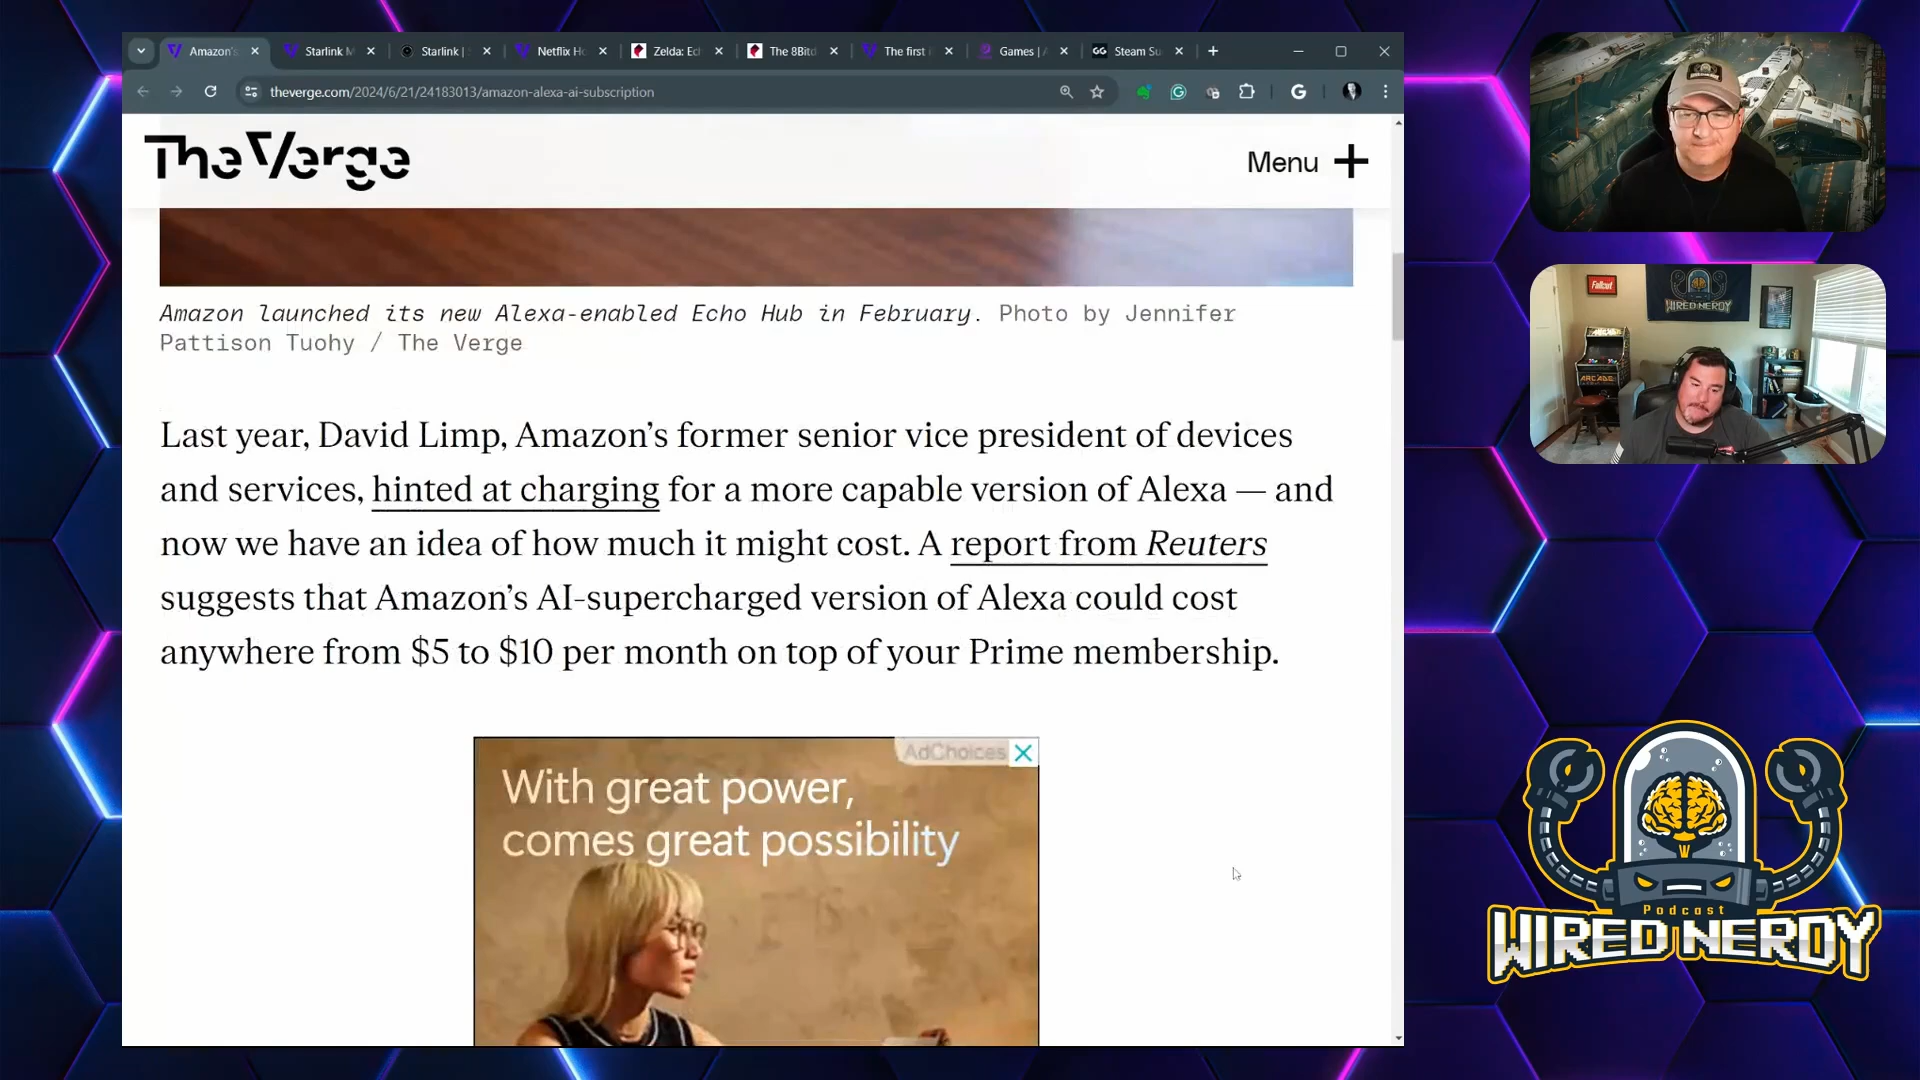 Amazon's
Starlink M
Starlink |
Netflix Ho
Zelda: Ech
The 8Bitd
The first
Games |
Steam Su
theverge.com/2024/6/21/24183013/amazon-alexa-ai-subscription
The Verge
Menu
Amazon launched its new Alexa-enabled Echo Hub in February. Photo by Jennifer
Pattison Tuohy / The Verge
Last year, David Limp, Amazon’s former senior vice president of devices
and services, hinted at charging for a more capable version of Alexa — and
now we have an idea of how much it might cost. A report from Reuters
suggests that Amazon’s AI-supercharged version of Alexa could cost
anywhere from $5 to $10 per month on top of your Prime membership.
AdChoices
With great power,
comes great possibility
Fallout
WIRED NERDY
ARCADE
Podcast
WIRED NERDY